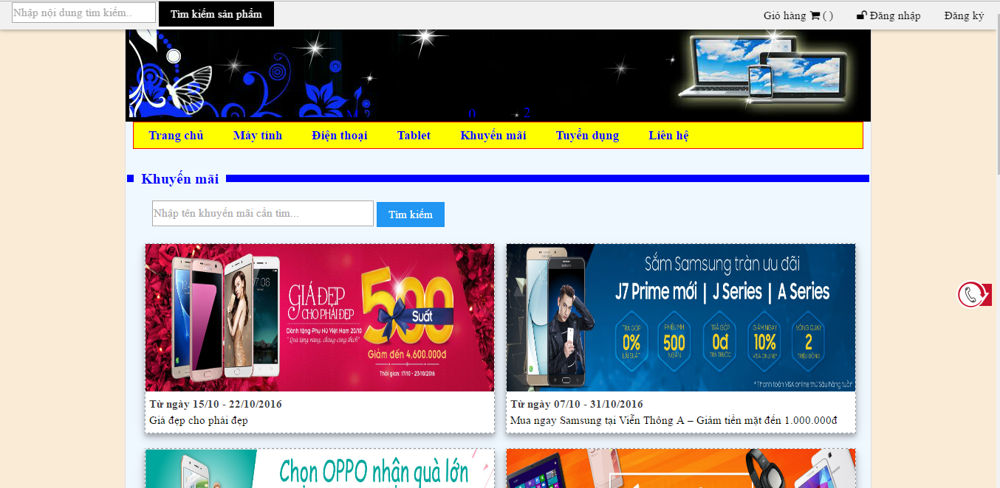 Nhập nội dung tìm kiếm..
Tìm kiếm sản phẩm
Giỏ hàng ( )
Đăng nhập
Đăng ký
M 2 0 2
Trang chủ
Máy tính
Điện thoại
Tablet
Khuyến mãi
Tuyển dụng
Liên hệ
Khuyến mãi
Nhập tên khuyến mãi cần tìm...
Tìm kiếm
7:08
GIÁ ĐẸP
CHO PHÁI ĐẸP
Dành tặng Phụ Nữ Việt Nam 20/10
500
Suất
Giảm đến 4.600.000đ
Thời gian: 17/10 - 23/10/2016
Từ ngày 15/10 - 22/10/2016
Giá đẹp cho phái đẹp
Sắm Samsung tràn ưu đãi
J7 Prime mới | J Series | A Series
TRẢ GÓP
0%
LÃI SUẤT
PHIẾU MH
500
NGÀN
TRẢ GÓP
0đ
TRẢ TRƯỚC
GIẢM NGAY
10%
VISA ONLINE*
VÒNG QUAY
2
TRIỆU ĐỒNG
*Thanh toán VISA online thứ Sáu hàng tuần
Từ ngày 07/10 - 31/10/2016
Mua ngay Samsung tại Viễn Thông A – Giảm tiền mặt đến 1.000.000đ
Chọn OPPO nhận quà lớn